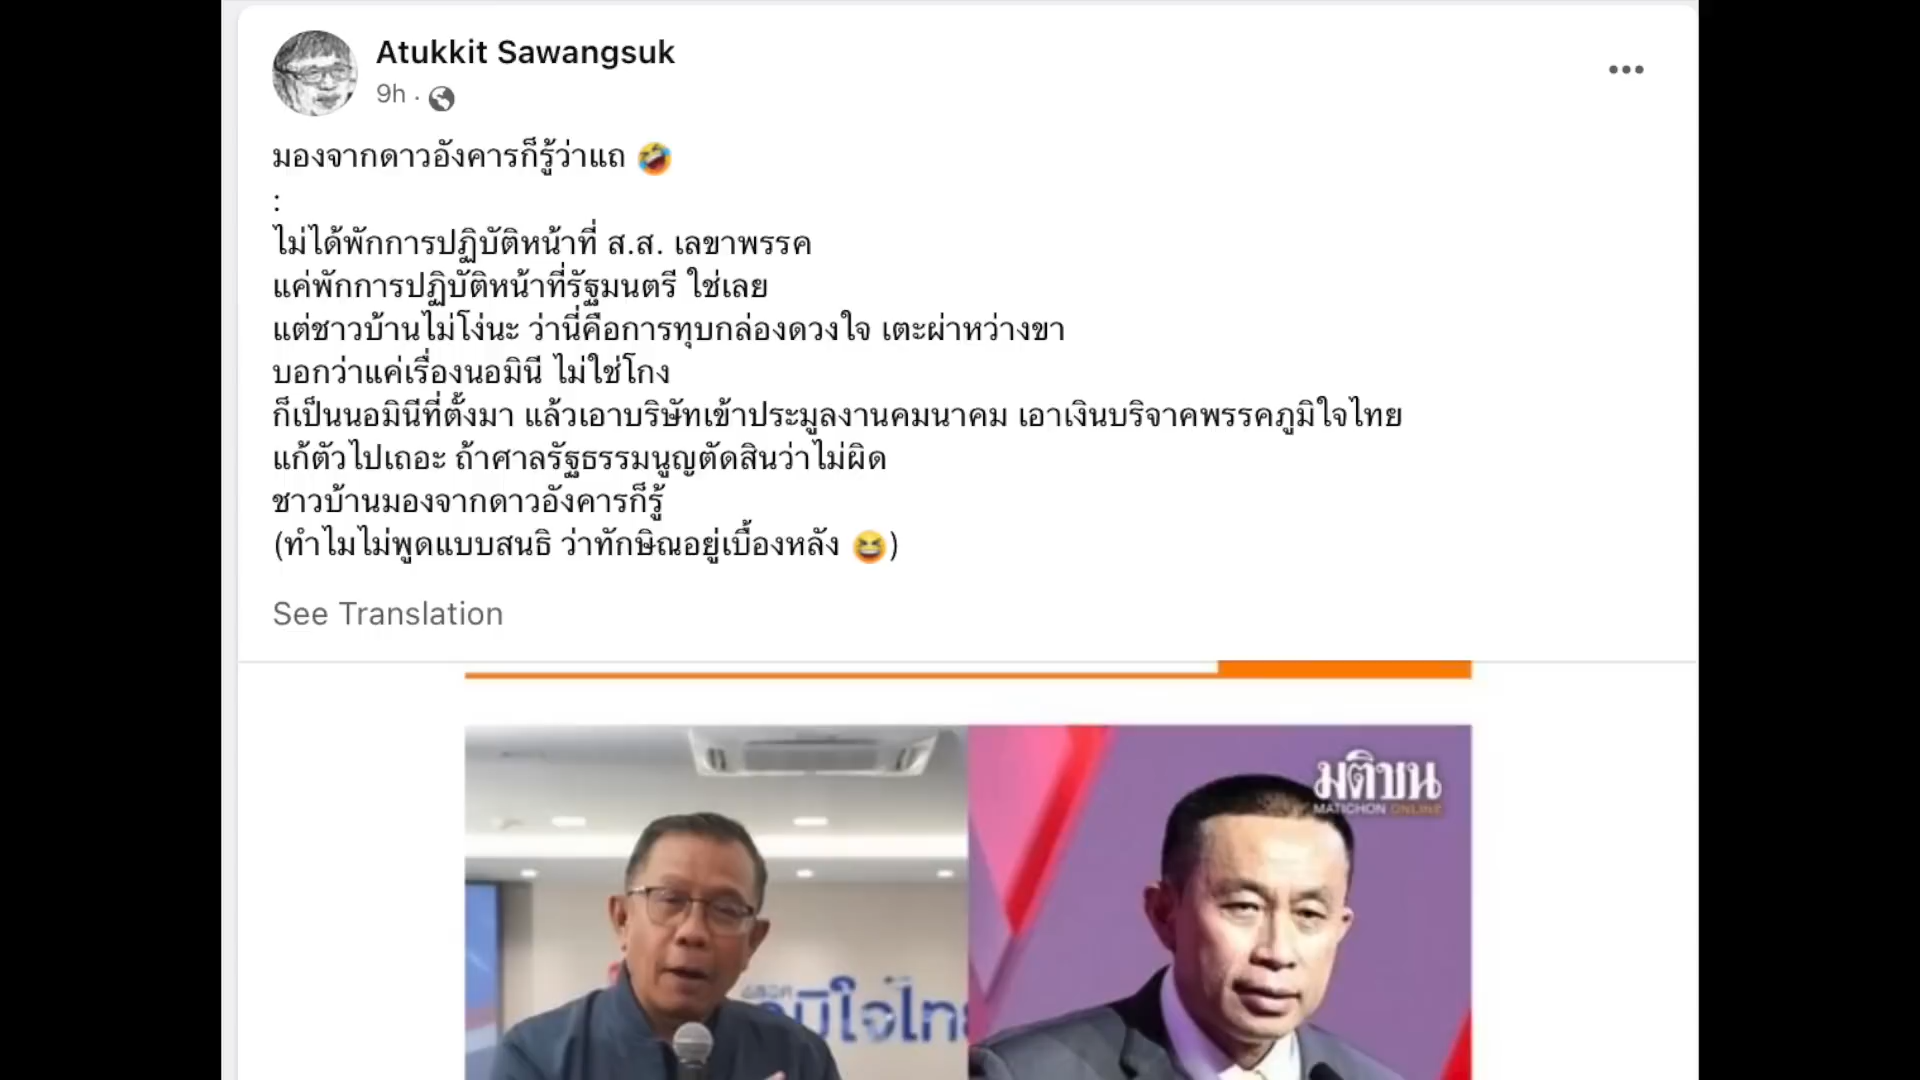 Atukkit Sawangsuk
9h ·
มองจากดาวอังคารก็รู้ว่าแถ 🤣
:
ไม่ได้พักการปฏิบัติหน้าที่ ส.ส. เลขาพรรค
แค่พักการปฏิบัติหน้าที่รัฐมนตรี ใช่เลย
แต่ชาวบ้านไม่โง่นะ ว่านี่คือการทุบกล่องดวงใจ เตะผ่าหว่างขา
บอกว่าแค่เรื่องนอมินี ไม่ใช่โกง
ก็เป็นนอมินีที่ตั้งมา แล้วเอาบริษัทเข้าประมูลงานคมนาคม เอาเงินบริจาคพรรคภูมิใจไทย
แก้ตัวไปเถอะ ถ้าศาลรัฐธรรมนูญตัดสินว่าไม่ผิด
ชาวบ้านมองจากดาวอังคารก็รู้
(ทำไมไม่พูดแบบสนธิ ว่าทักษิณอยู่เบื้องหลัง 😆)
See Translation
มติชน
MATICHON ONLINE
มิใจไทย